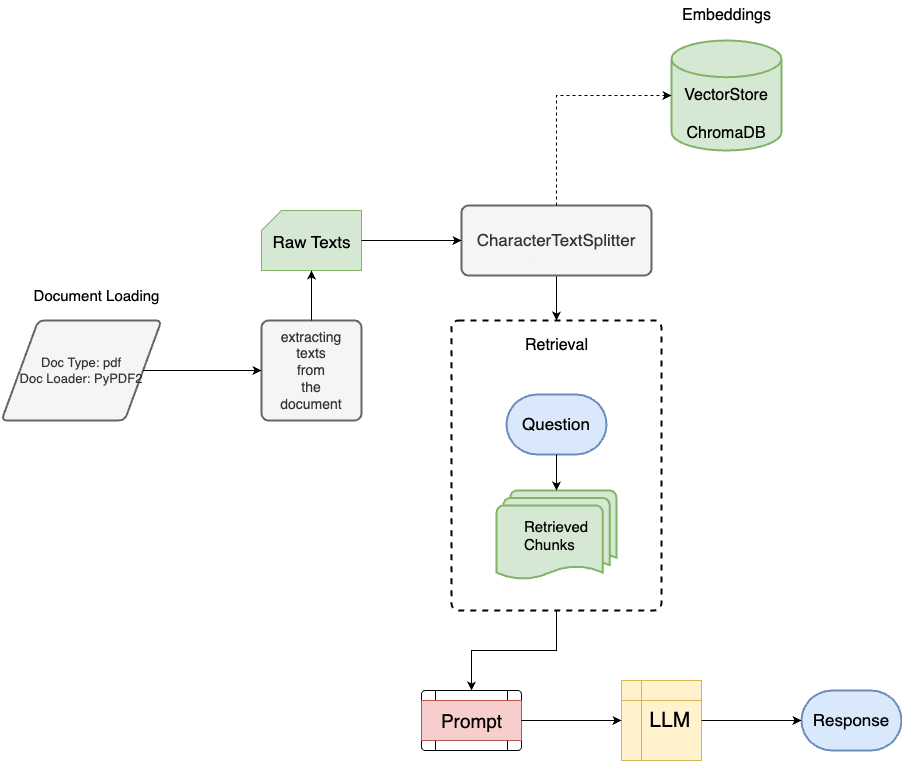 Embeddings
VectorStore
ChromaDB
Raw Texts
CharacterTextSplitter
Document Loading
Doc Type: pdf
Doc Loader: PyPDF2
extracting
texts
from
the
document
Retrieval
Question
Retrieved
Chunks
Prompt
LLM
Response